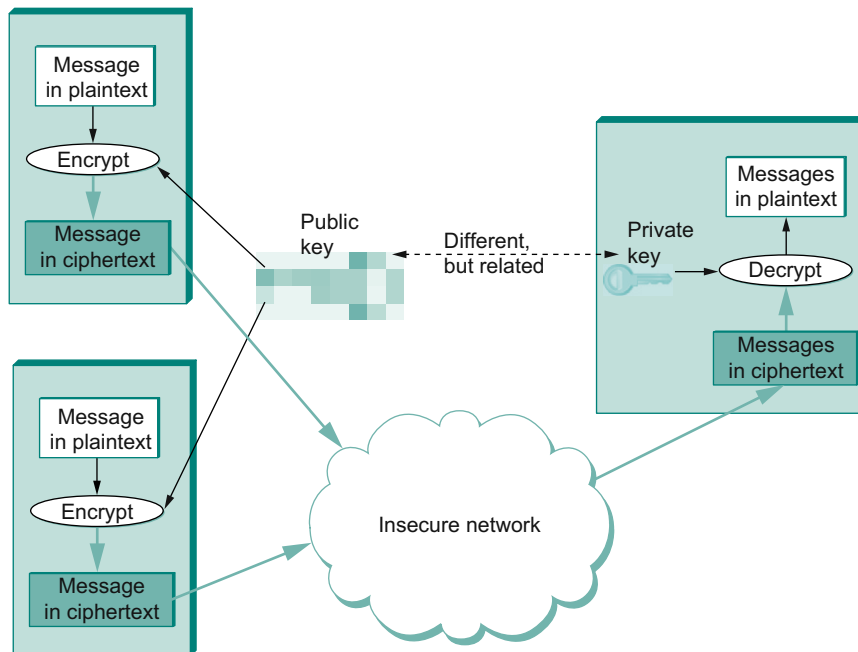 Message
in plaintext
Encrypt
Message
in ciphertext
Public
key
Different,
but related
Private
key
Messages
in plaintext
Decrypt
Messages
in ciphertext
Message
in plaintext
Encrypt
Message
in ciphertext
Insecure network